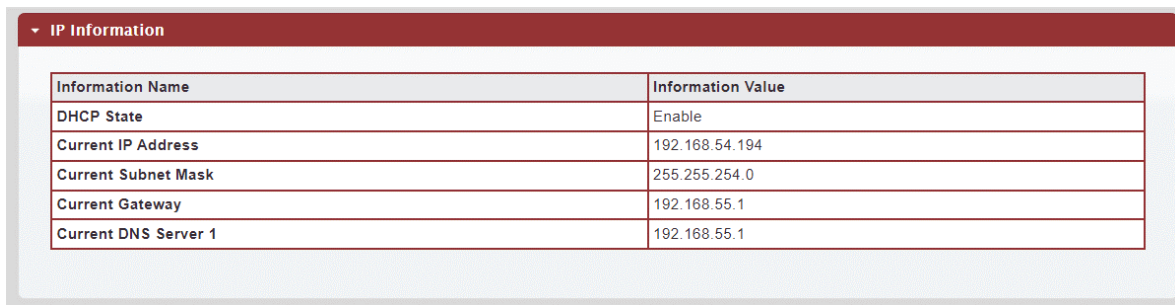 IP Information
Information Name Information Value
DHCP State Enable
Current IP Address 192.168.54.194
Current Subnet Mask 255.255.254.0
Current Gateway 192.168.55.1
Current DNS Server 1 192.168.55.1